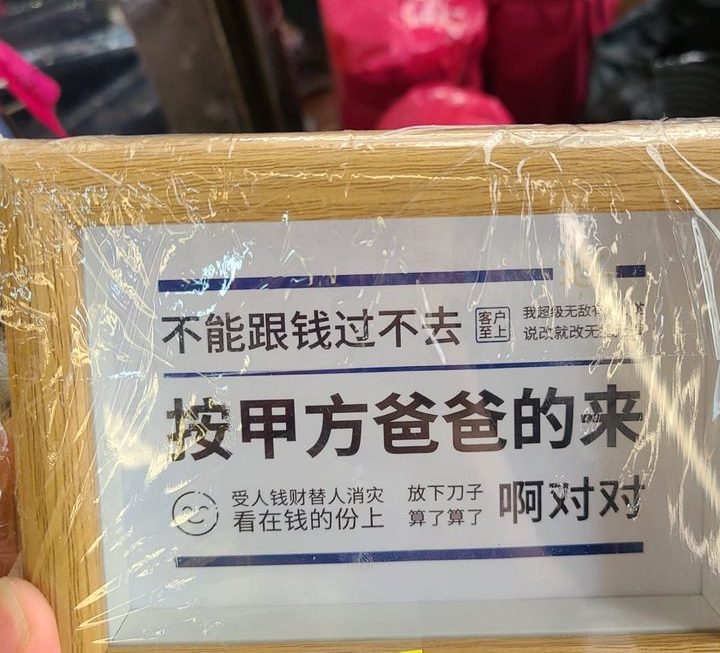 不能跟钱过不去
客户
至上
我超级无敌
说改就改无
按甲方爸爸的来
受人钱财替人消灾
看在钱的份上
放下刀子
算了算了
啊对对